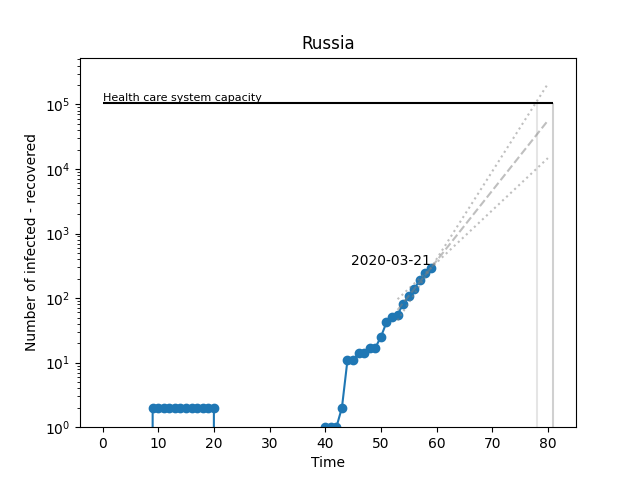 Russia
Health care system capacity
2020-03-21
Number of infected - recovered
10^5
10^4
10^3
10^2
10^1
10^0
0 10 20 30 40 50 60 70 80
Time